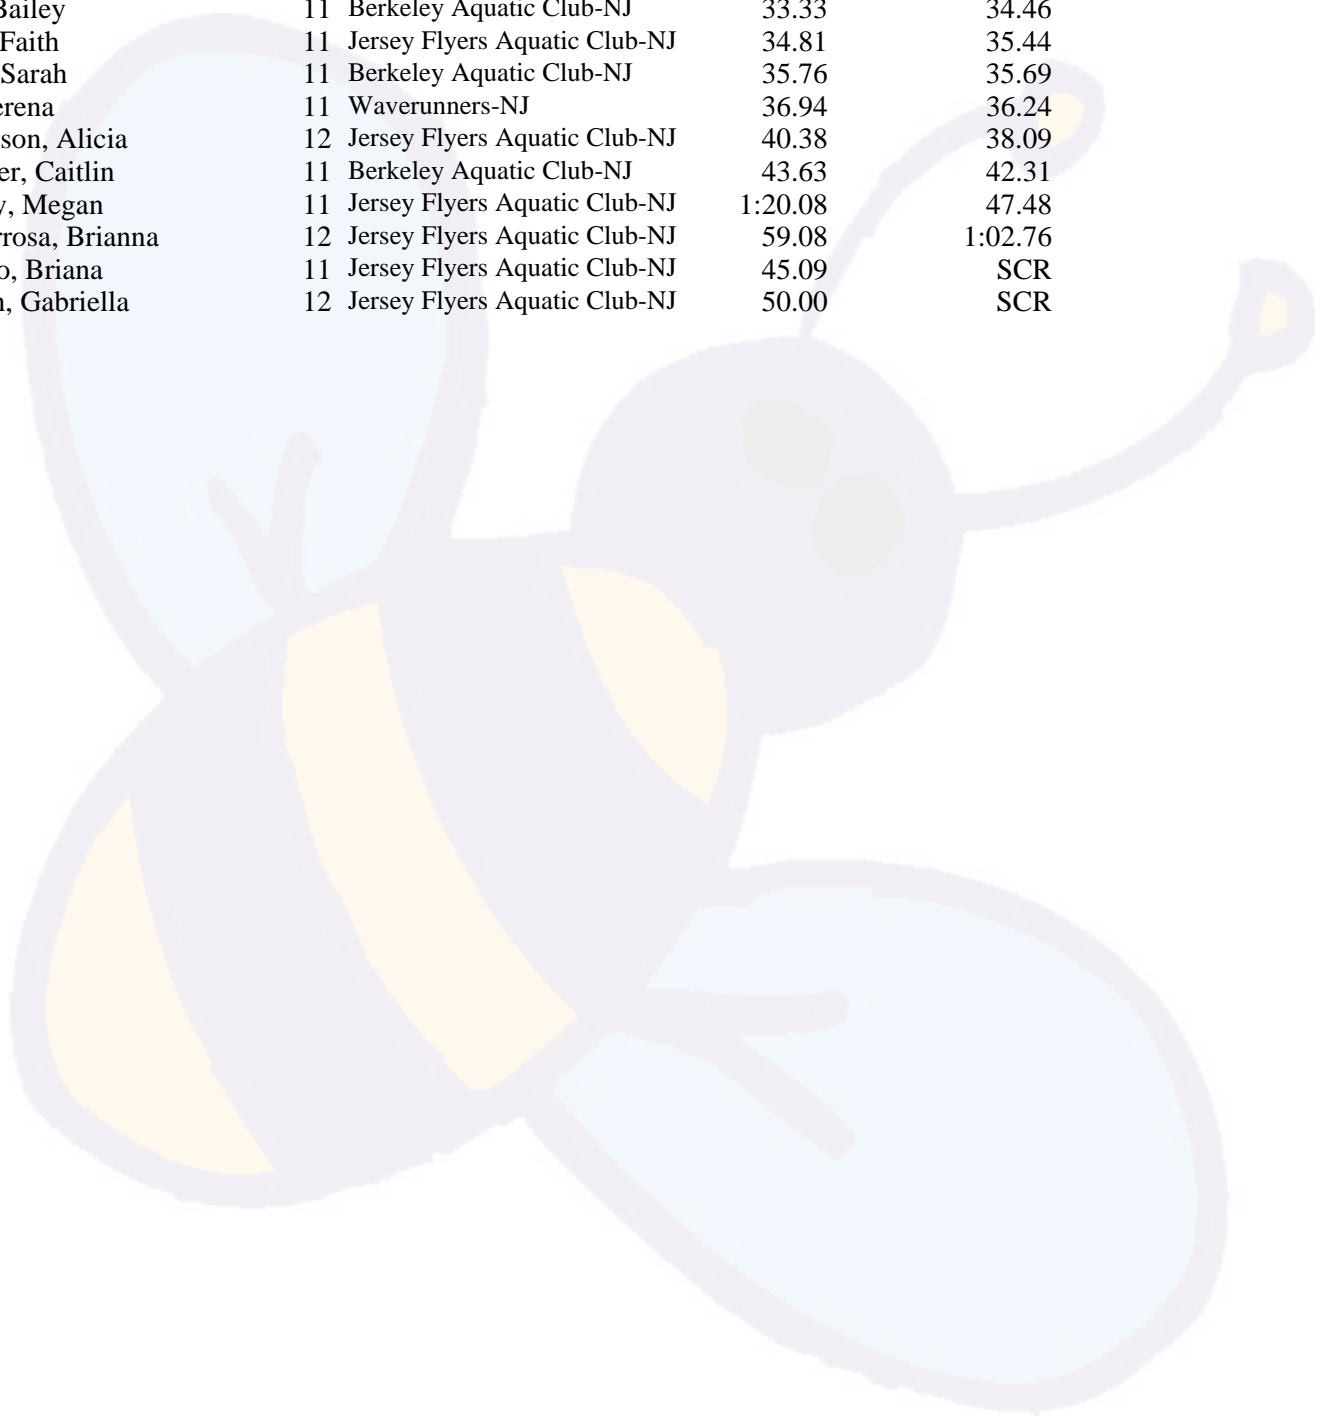 Bailey 11 Berkeley Aquatic Club-NJ 33.33 34.46
Faith 11 Jersey Flyers Aquatic Club-NJ 34.81 35.44
Sarah 11 Berkeley Aquatic Club-NJ 35.76 35.69
erena 11 Waverunners-NJ 36.94 36.24
son, Alicia 12 Jersey Flyers Aquatic Club-NJ 40.38 38.09
er, Caitlin 11 Berkeley Aquatic Club-NJ 43.63 42.31
, Megan 11 Jersey Flyers Aquatic Club-NJ 1:20.08 47.48
rosa, Brianna 12 Jersey Flyers Aquatic Club-NJ 59.08 1:02.76
o, Briana 11 Jersey Flyers Aquatic Club-NJ 45.09 SCR
, Gabriella 12 Jersey Flyers Aquatic Club-NJ 50.00 SCR